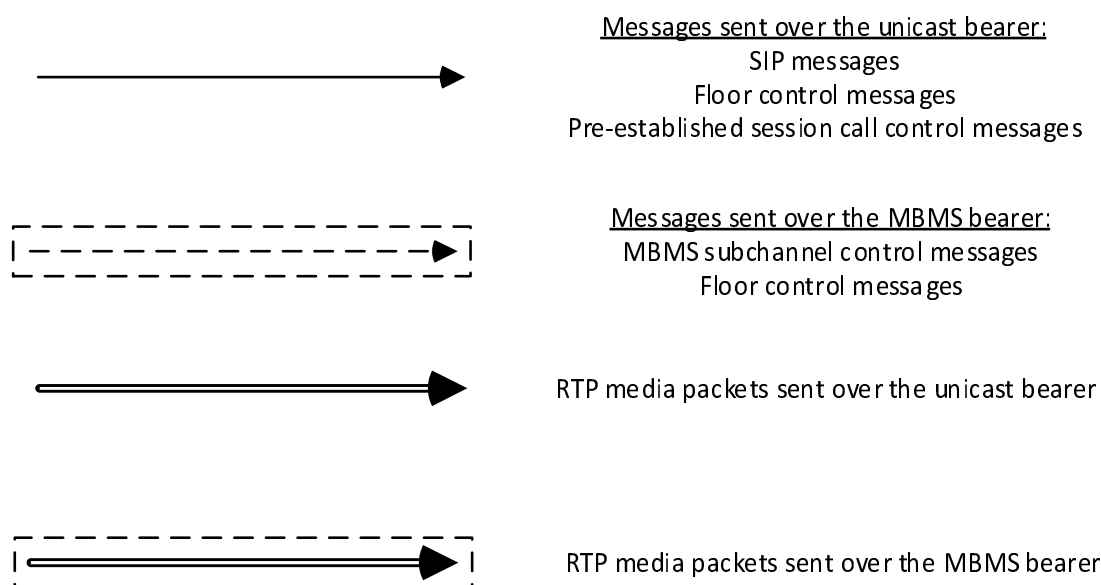 Messages sent over the unicast bearer:
SIP messages
Floor control messages
Pre-established session call control messages
Messages sent over the MBMS bearer:
MBMS subchannel control messages
Floor control messages
RTP media packets sent over the unicast bearer
RTP media packets sent over the MBMS bearer